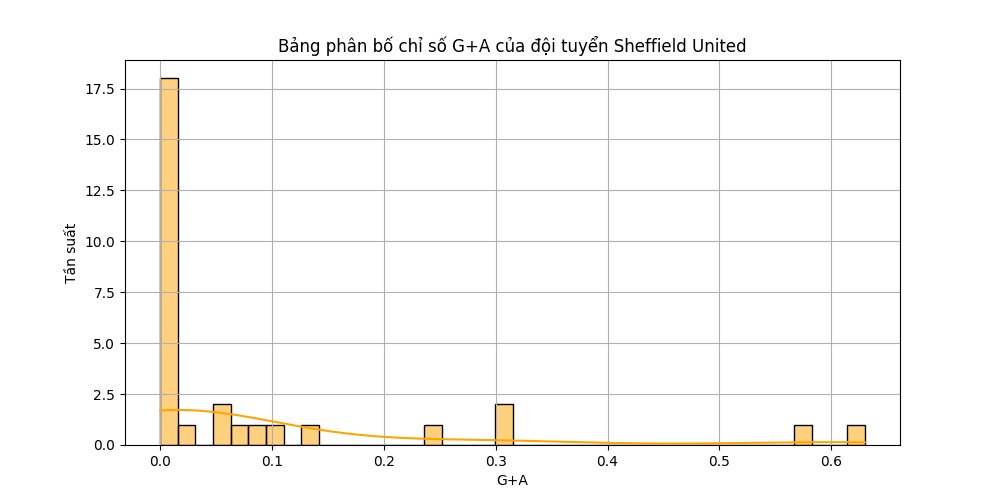 Bảng phân bố chỉ số G+A của đội tuyển Sheffield United
17.5
15.0
12.5
10.0
7.5
5.0
2.5
0.0
Tần suất
0.0 0.1 0.2 0.3 0.4 0.5 0.6
G+A